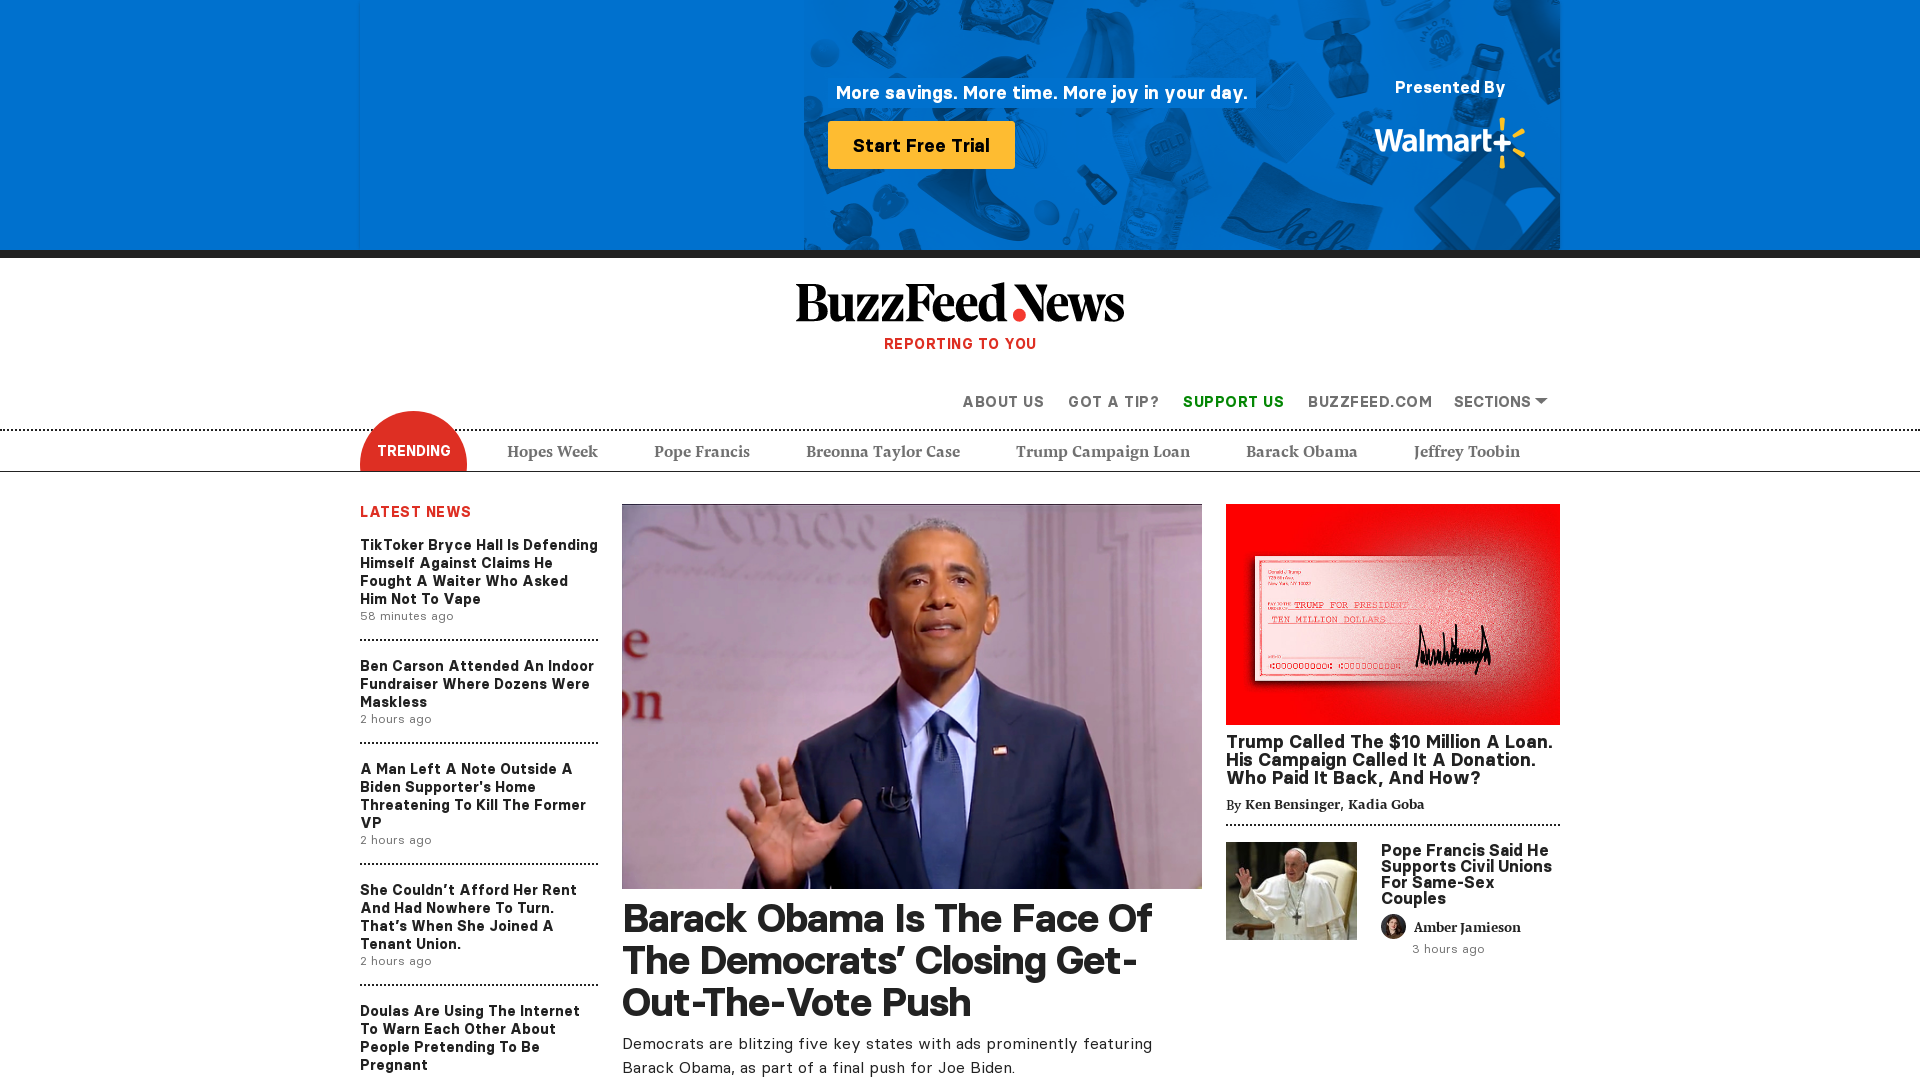 More savings. More time. More joy in your day.
Start Free Trial
Presented By
Walmart+
hello
BuzzFeed News
REPORTING TO YOU
ABOUT US
GOT A TIP?
SUPPORT US
BUZZFEED.COM
SECTIONS
TRENDING
Hopes Week
Pope Francis
Breonna Taylor Case
Trump Campaign Loan
Barack Obama
Jeffrey Toobin
LATEST NEWS
TikToker Bryce Hall Is Defending
Himself Against Claims He
Fought A Waiter Who Asked
Him Not To Vape
58 minutes ago
Ben Carson Attended An Indoor
Fundraiser Where Dozens Were
Maskless
2 hours ago
A Man Left A Note Outside A
Biden Supporter's Home
Threatening To Kill The Former
VP
2 hours ago
She Couldn’t Afford Her Rent
And Had Nowhere To Turn.
That’s When She Joined A
Tenant Union.
2 hours ago
Doulas Are Using The Internet
To Warn Each Other About
People Pretending To Be
Pregnant
Article
Barack Obama Is The Face Of
The Democrats’ Closing Get-
Out-The-Vote Push
Democrats are blitzing five key states with ads prominently featuring
Barack Obama, as part of a final push for Joe Biden.
TRUMP FOR PRESIDENT
TEN MILLION DOLLARS
Trump Called The $10 Million A Loan.
His Campaign Called It A Donation.
Who Paid It Back, And How?
By Ken Bensinger, Kadia Goba
Pope Francis Said He
Supports Civil Unions
For Same-Sex
Couples
Amber Jamieson
3 hours ago